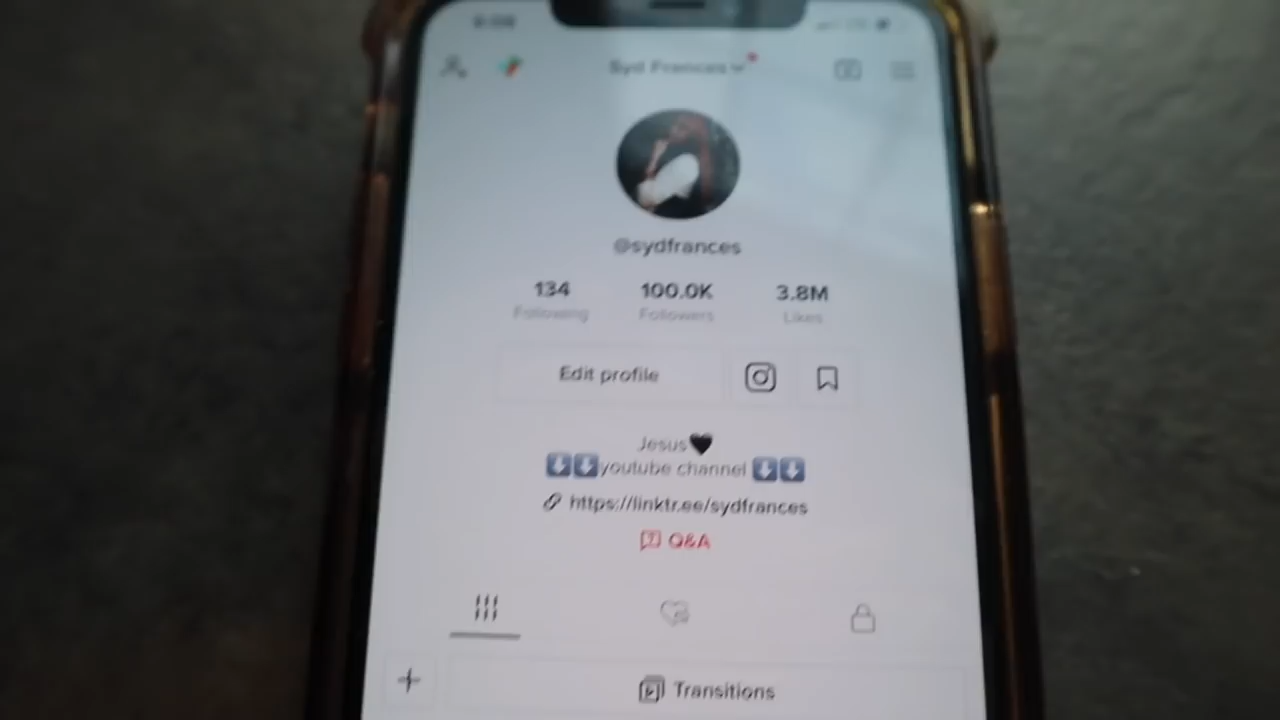 Syd Frances
@sydfrances
134 100.0K 3.8M
Following Followers Likes
Edit profile
Jesus🖤
⬇️⬇️youtube channel ⬇️⬇️
https://linktr.ee/sydfrances
Q&A
Transitions